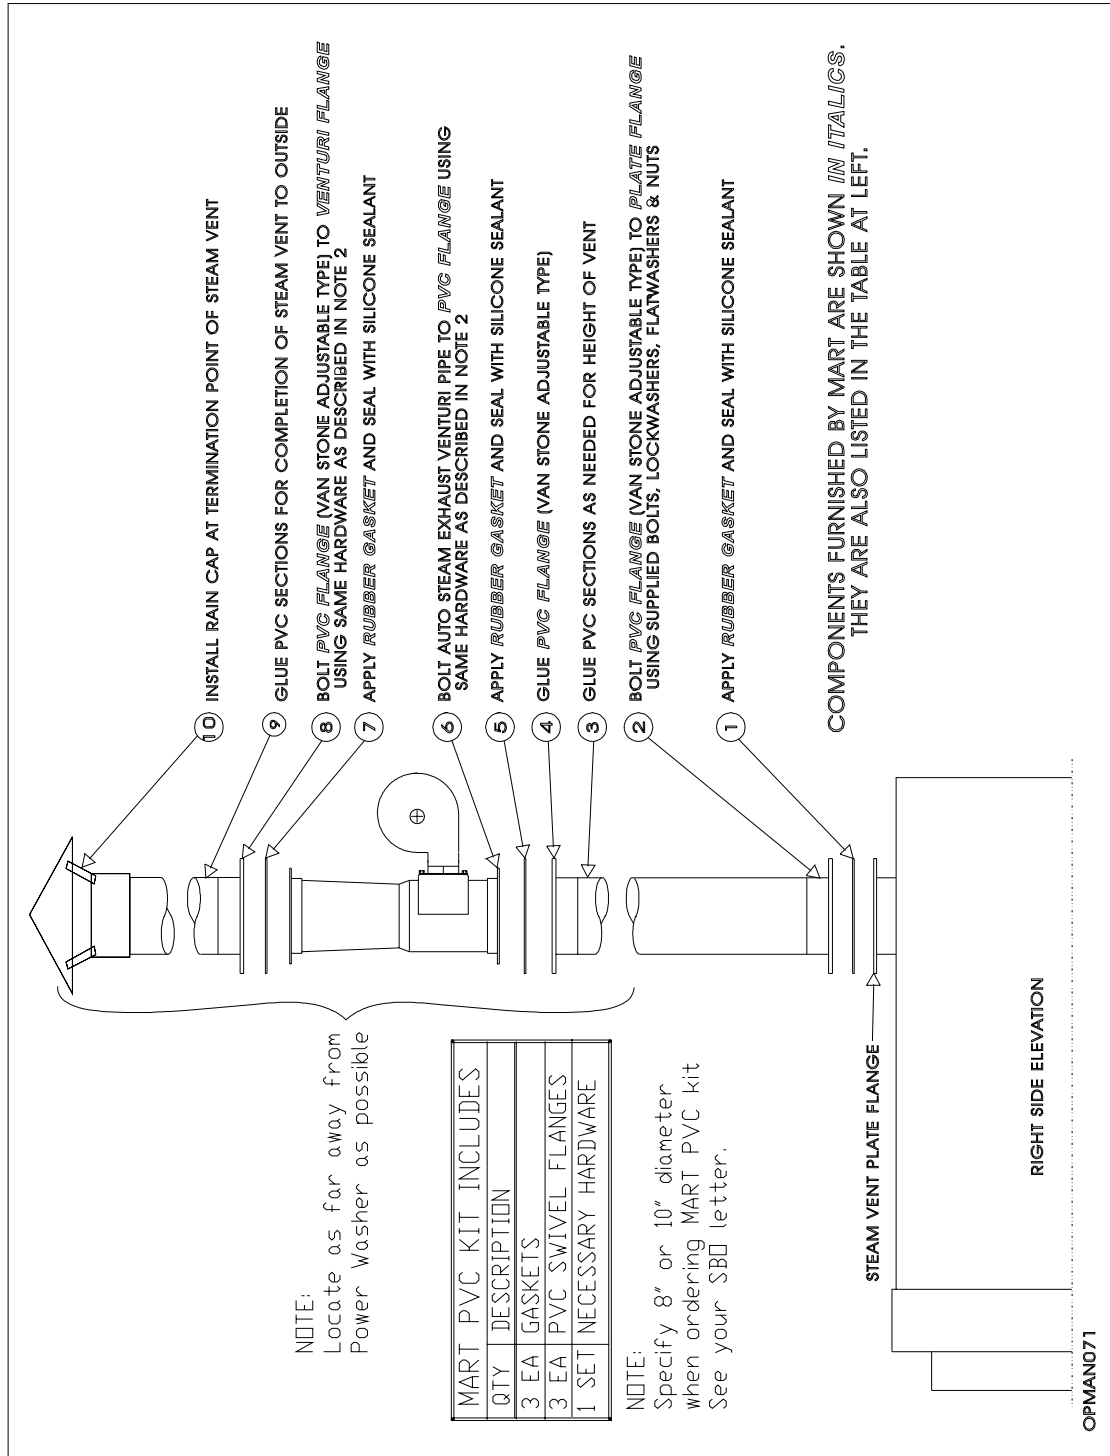 10 INSTALL RAIN CAP AT TERMINATION POINT OF STEAM VENT
9 GLUE PVC SECTIONS FOR COMPLETION OF STEAM VENT TO OUTSIDE
8 BOLT PVC FLANGE (VAN STONE ADJUSTABLE TYPE) TO VENTURI FLANGE
USING SAME HARDWARE AS DESCRIBED IN NOTE 2
7 APPLY RUBBER GASKET AND SEAL WITH SILICONE SEALANT
6 BOLT AUTO STEAM EXHAUST VENTURI PIPE TO PVC FLANGE USING
SAME HARDWARE AS DESCRIBED IN NOTE 2
5 APPLY RUBBER GASKET AND SEAL WITH SILICONE SEALANT
4 GLUE PVC FLANGE (VAN STONE ADJUSTABLE TYPE)
3 GLUE PVC SECTIONS AS NEEDED FOR HEIGHT OF VENT
2 BOLT PVC FLANGE (VAN STONE ADJUSTABLE TYPE) TO PLATE FLANGE
USING SUPPLIED BOLTS, LOCKWASHERS, FLATWASHERS & NUTS
1 APPLY RUBBER GASKET AND SEAL WITH SILICONE SEALANT
COMPONENTS FURNISHED BY MART ARE SHOWN IN ITALICS.
THEY ARE ALSO LISTED IN THE TABLE AT LEFT.
NOTE:
Locate as far away from
Power Washer as possible
MART PVC KIT INCLUDES
QTY DESCRIPTION
3 EA GASKETS
3 EA PVC SWIVEL FLANGES
1 SET NECESSARY HARDWARE
NOTE:
Specify 8" or 10" diameter
when ordering MART PVC kit
See your SBO letter.
STEAM VENT PLATE FLANGE
RIGHT SIDE ELEVATION
OPMAN071